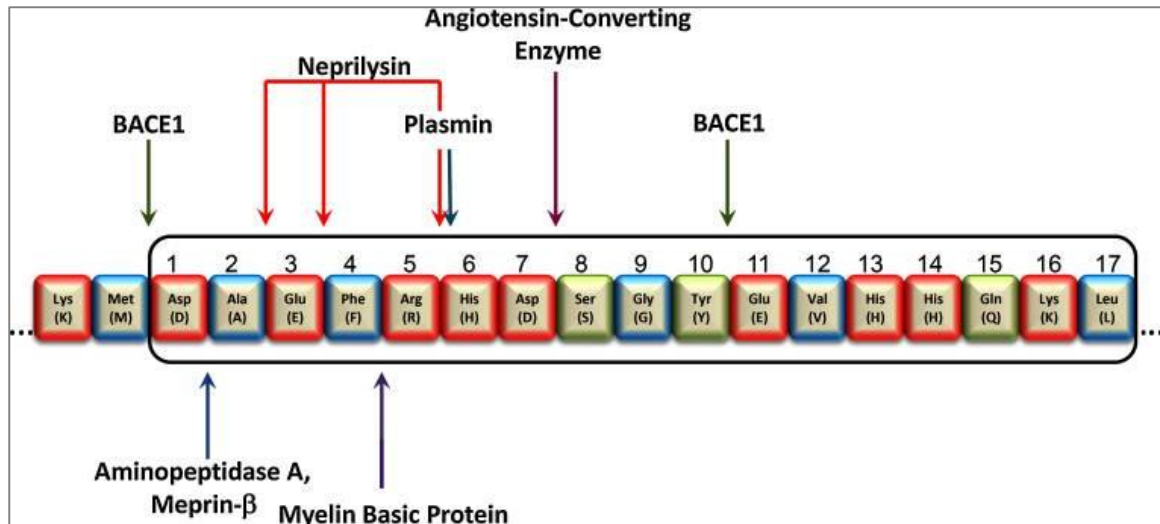 Angiotensin-Converting
Enzyme
Neprilysin
BACE1
Plasmin
BACE1
1 2 3 4 5 6 7 8 9 10 11 12 13 14 15 16 17
Lys Met Asp Ala Glu Phe Arg His Asp Ser Gly Tyr Glu Val His His Gln Lys Leu
... (K) (M) (D) (A) (E) (F) (R) (H) (D) (S) (G) (Y) (E) (V) (H) (H) (Q) (K) (L) ...
Aminopeptidase A,
Meprin-β
Myelin Basic Protein